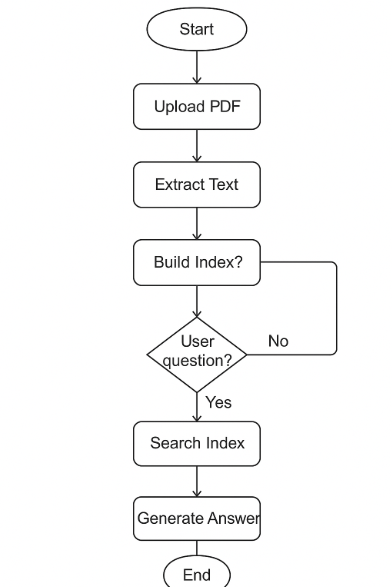 Start
Upload PDF
Extract Text
Build Index?
User
question?
No
Yes
Search Index
Generate Answer
End